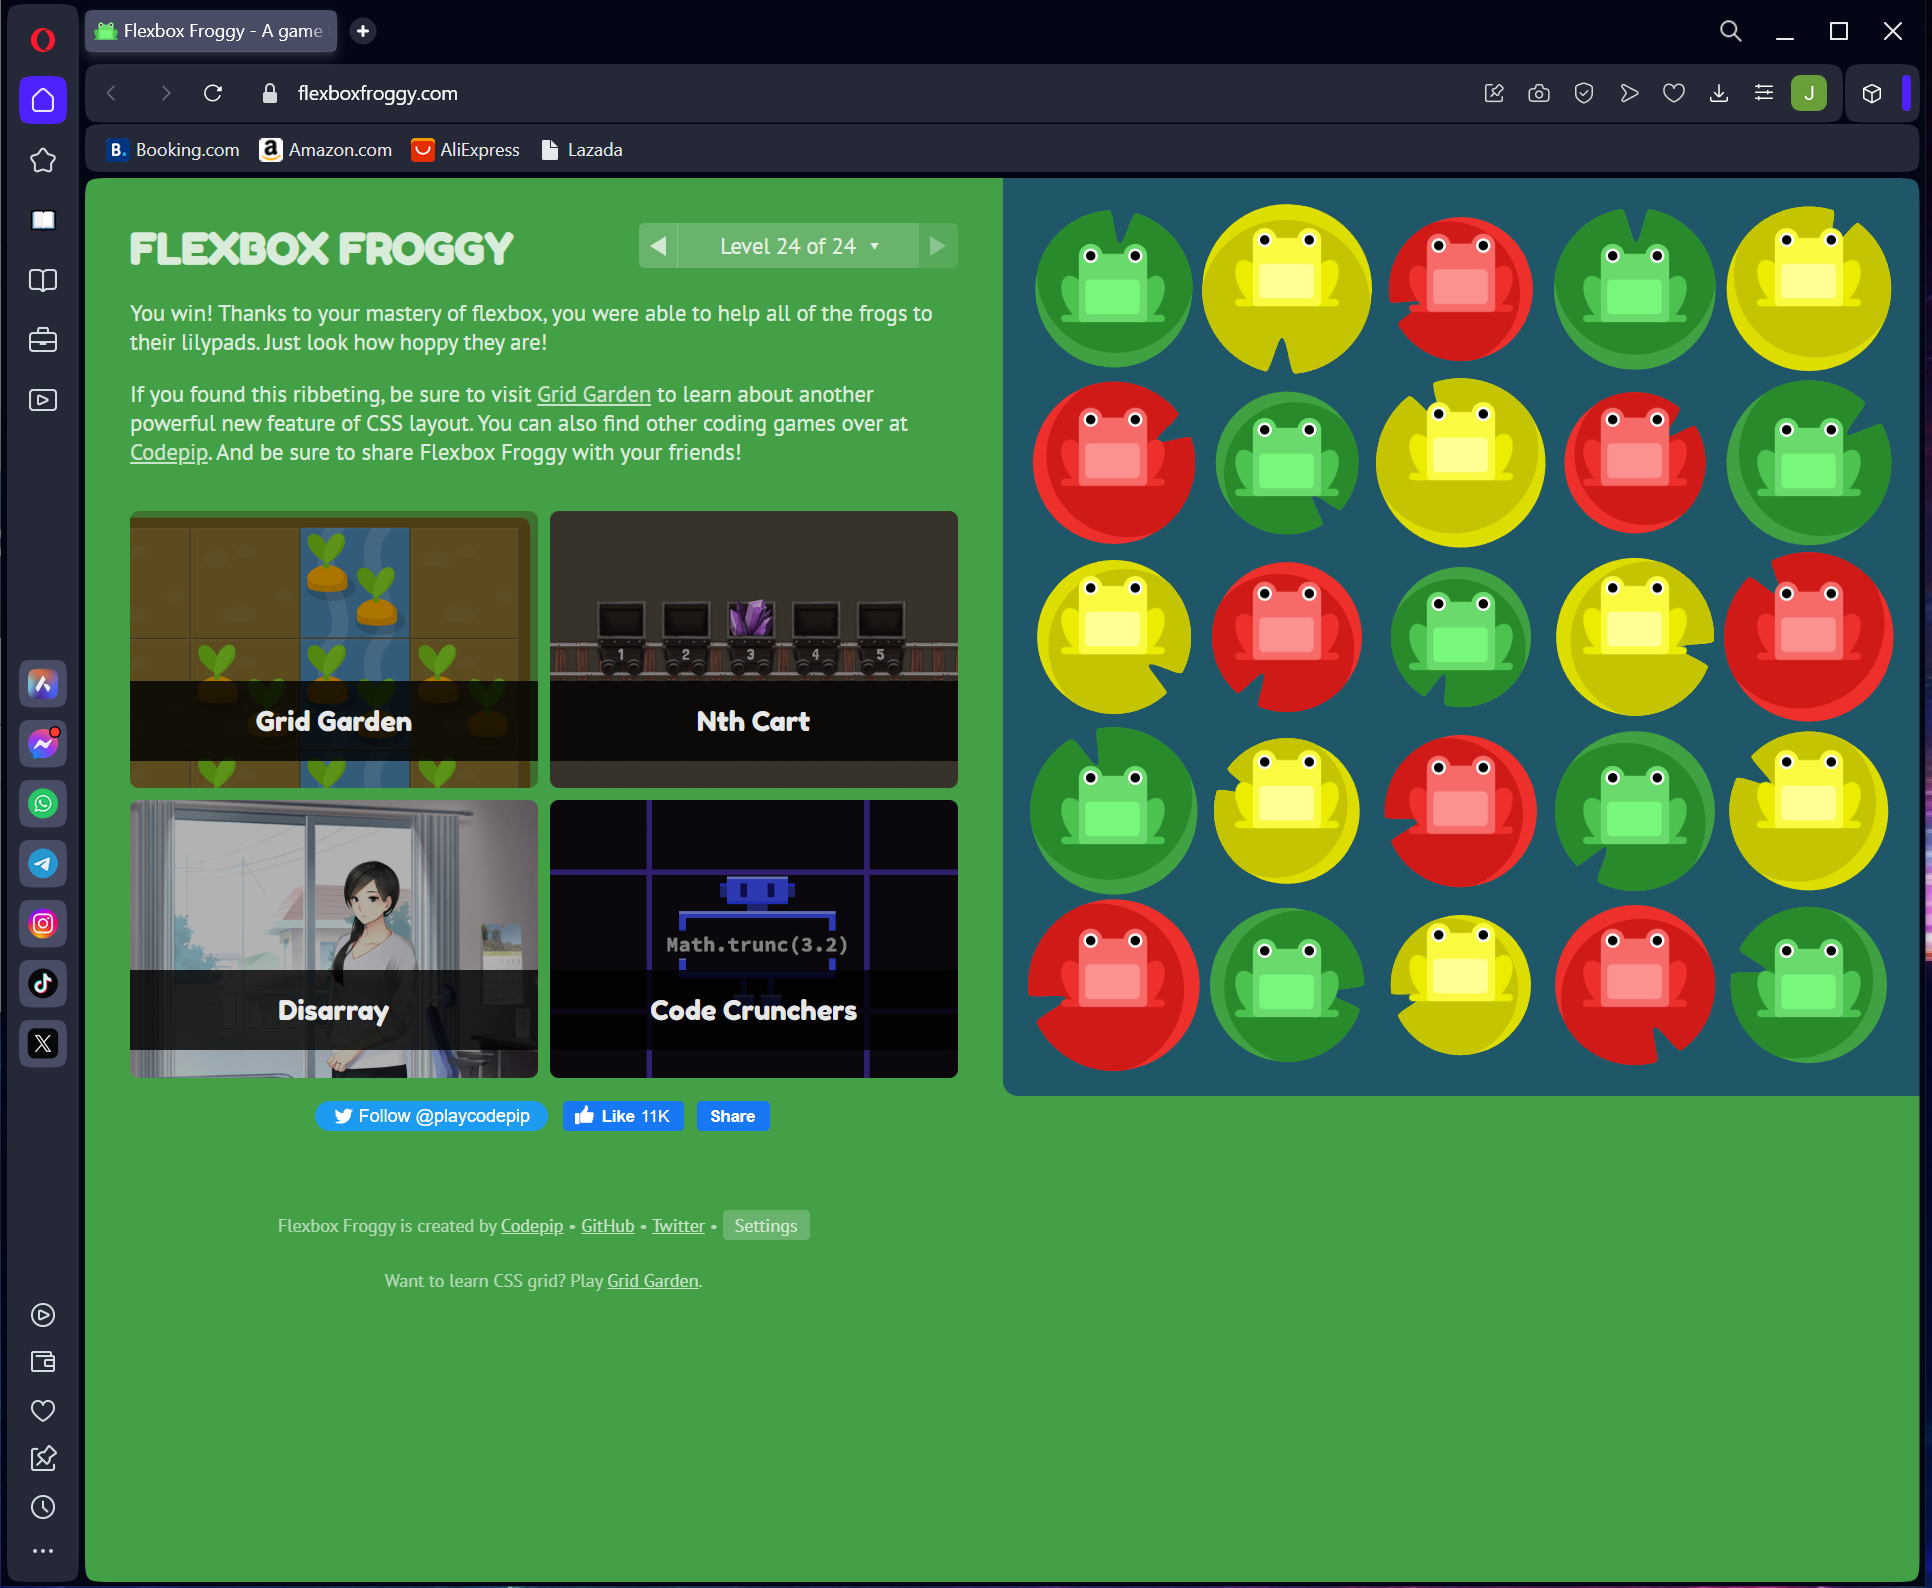 Flexbox Froggy - A game
flexboxfroggy.com
J
B. Booking.com
a Amazon.com
AliExpress
Lazada
FLEXBOX FROGGY
Level 24 of 24
You win! Thanks to your mastery of flexbox, you were able to help all of the frogs to
their lilypads. Just look how hoppy they are!
If you found this ribbeting, be sure to visit Grid Garden to learn about another
powerful new feature of CSS layout. You can also find other coding games over at
Codepip. And be sure to share Flexbox Froggy with your friends!
1 2 3 4 5
Grid Garden
Nth Cart
Math.trunc(3.2)
Disarray
Code Crunchers
Follow @playcodepip
Like 11K
Share
Flexbox Froggy is created by Codepip • GitHub • Twitter • Settings
Want to learn CSS grid? Play Grid Garden.